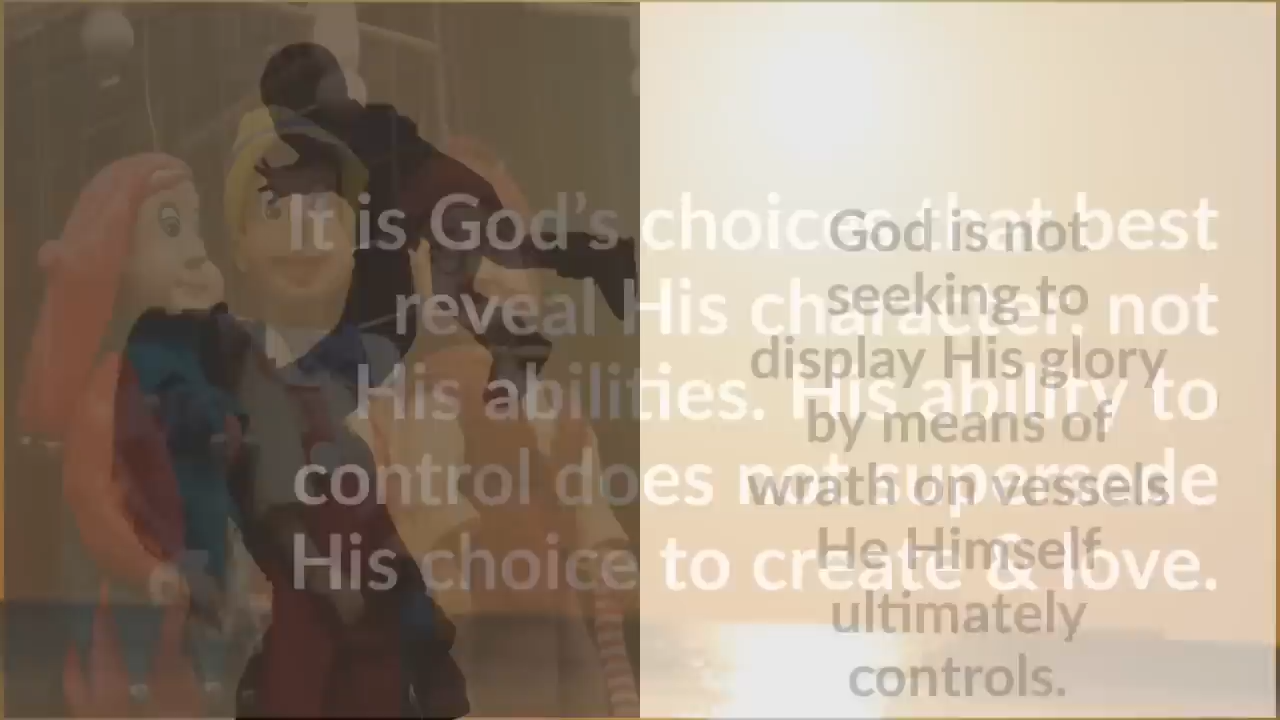 It is God's choices that best
reveal His character, not
His abilities. His ability to
control does not supersede
His choice to create & love.
God is not
seeking to
display His glory
by means of
wrath on vessels
He Himself
ultimately
controls.